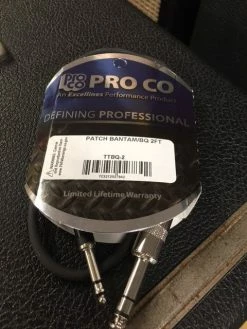 PRO CO
PRO CO
An Excellines Performance Product
DEFINING PROFESSIONAL
PATCH BANTAM/BQ 2FT
TTBQ-2
Limited Lifetime Warranty